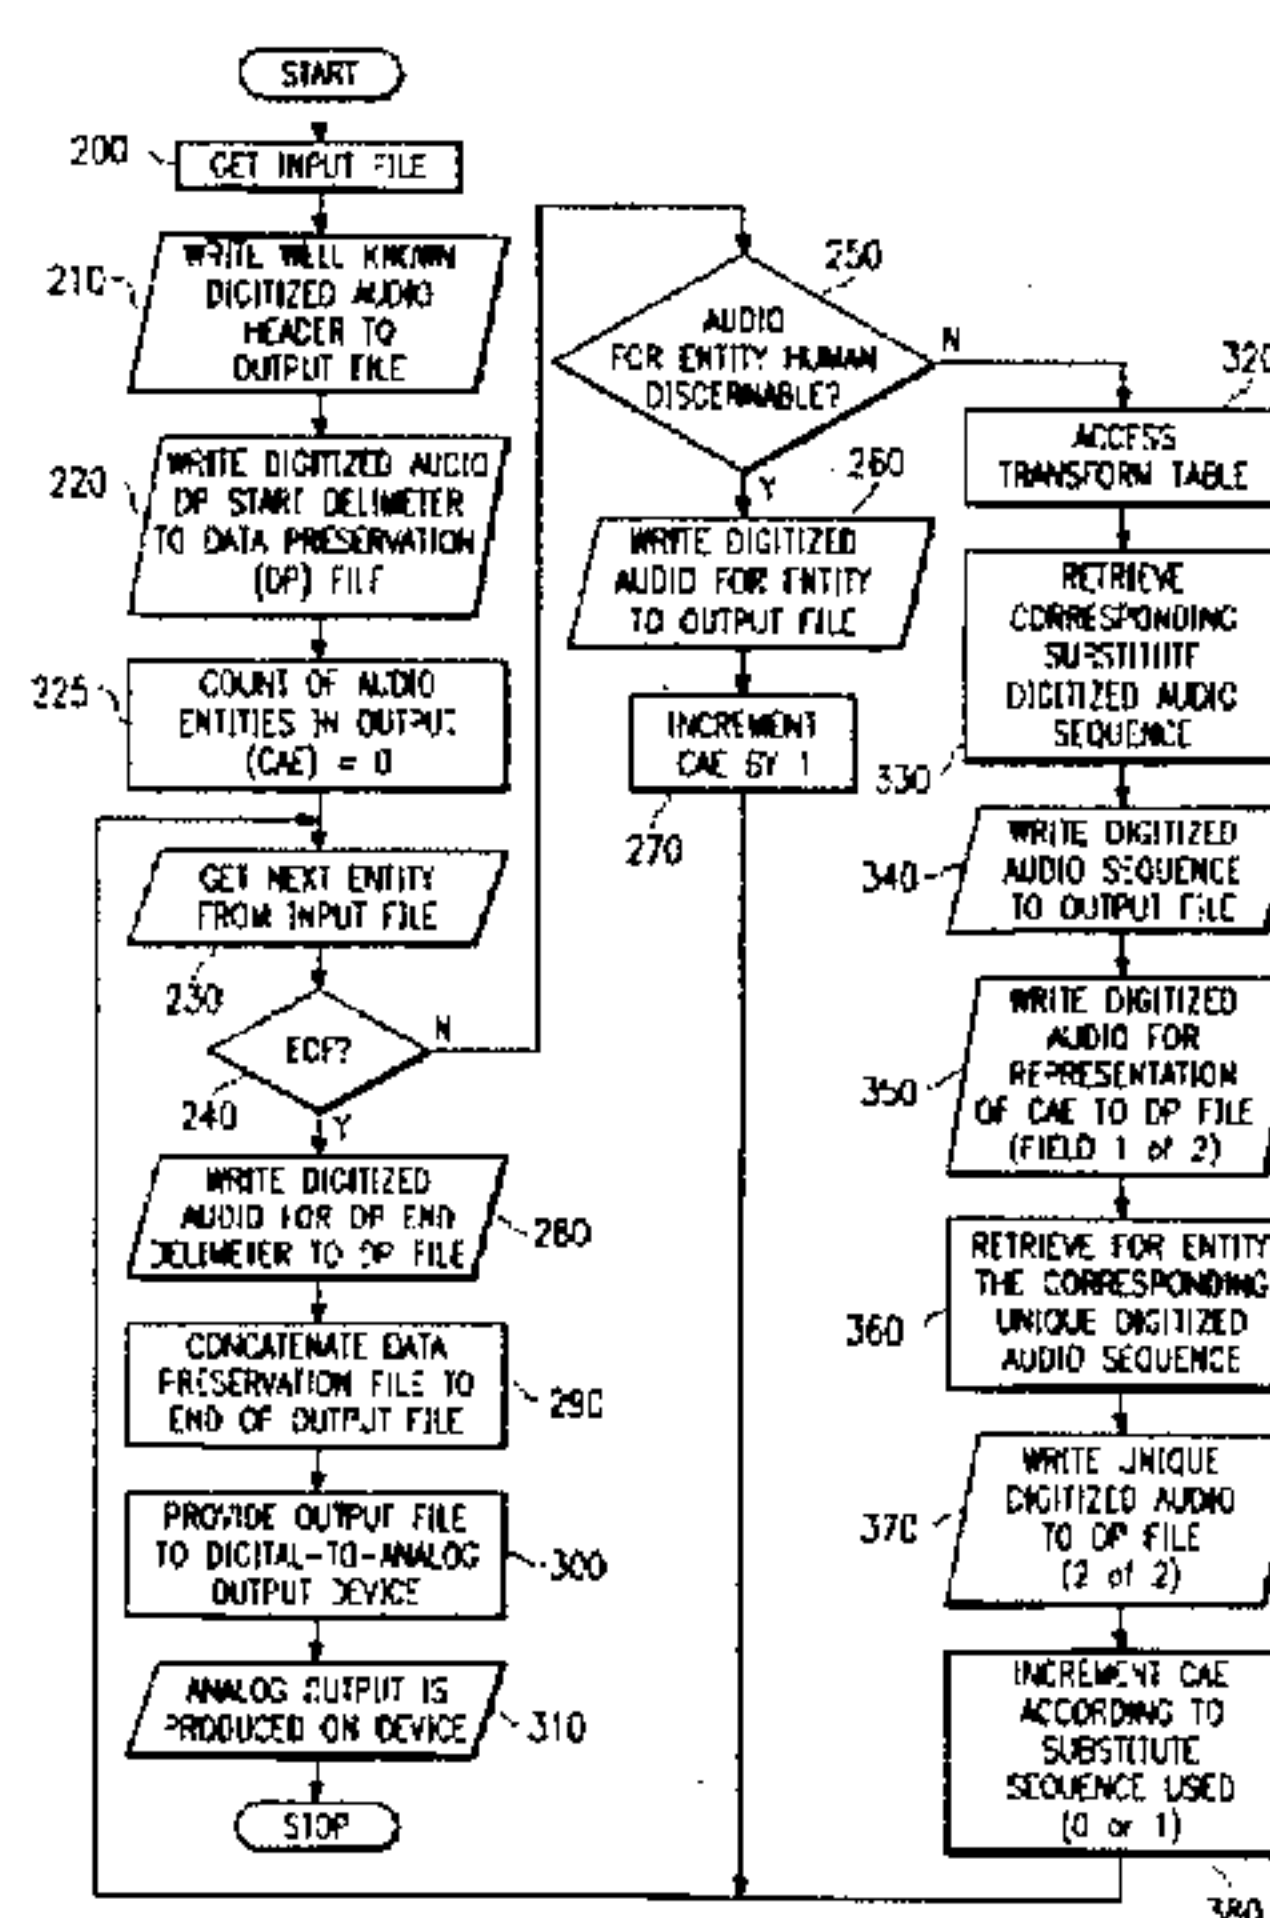 START
200
GET INPUT FILE
210
WRITE WELL KNOWN
DIGITIZED AUDIO
HEADER TO
OUTPUT FILE
220
WRITE DIGITIZED AUDIO
DP START DELIMETER
TO DATA PRESERVATION
(DP) FILE
225
COUNT OF AUDIO
ENTITIES IN OUTPUT
(CAE) = 0
GET NEXT ENTITY
FROM INPUT FILE
230
EOF?
N
240
Y
WRITE DIGITIZED
AUDIO FOR DP END
DELIMETER TO DP FILE
280
CONCATENATE DATA
PRESERVATION FILE TO
END OF OUTPUT FILE
290
PROVIDE OUTPUT FILE
TO DIGITAL-TO-ANALOG
OUTPUT DEVICE
300
ANALOG OUTPUT IS
PRODUCED ON DEVICE
310
STOP
250
AUDIO
FOR ENTITY HUMAN
DISCERNABLE?
N
Y
260
WRITE DIGITIZED
AUDIO FOR ENTITY
TO OUTPUT FILE
INCREMENT
CAE BY 1
270
320
ACCESS
TRANSFORM TABLE
RETRIEVE
CORRESPONDING
SUBSTITUTE
DIGITIZED AUDIO
SEQUENCE
330
WRITE DIGITIZED
AUDIO SEQUENCE
TO OUTPUT FILE
340
WRITE DIGITIZED
AUDIO FOR
REPRESENTATION
OF CAE TO DP FILE
(FIELD 1 of 2)
350
RETRIEVE FOR ENTITY
THE CORRESPONDING
UNIQUE DIGITIZED
AUDIO SEQUENCE
360
WRITE UNIQUE
DIGITIZED AUDIO
TO DP FILE
(2 of 2)
370
INCREMENT CAE
ACCORDING TO
SUBSTITUTE
SEQUENCE USED
(0 or 1)
380